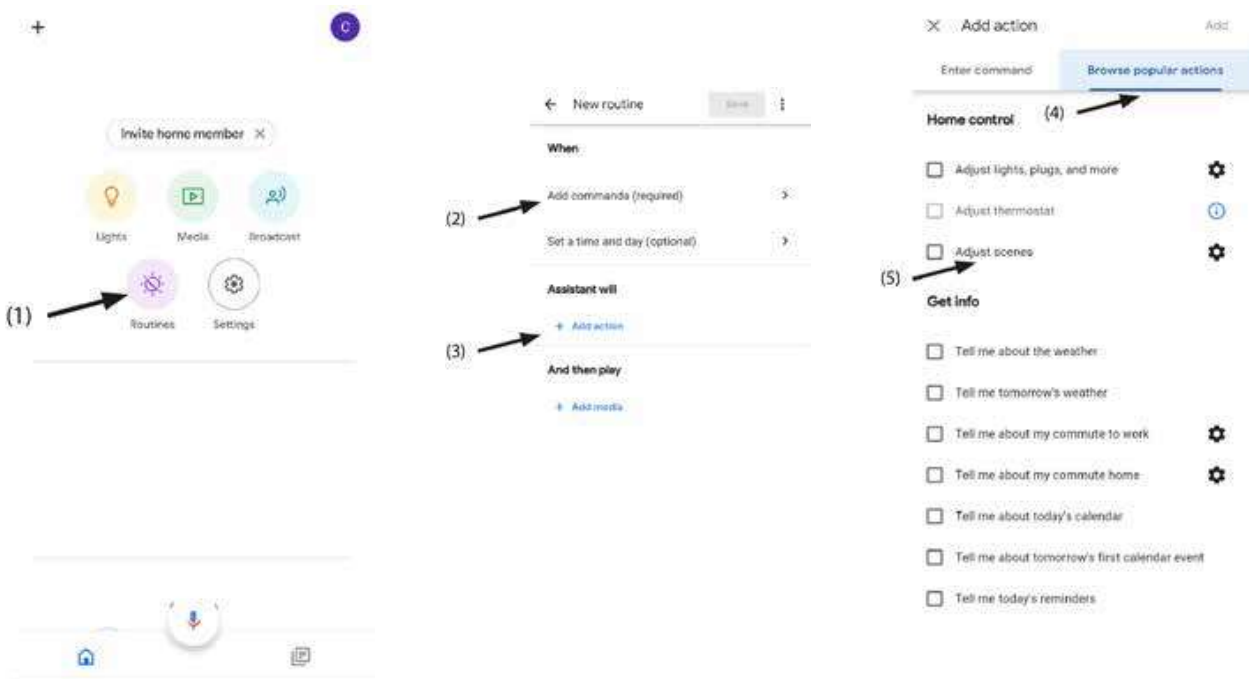 +
C
Invite home member ×
Lights
Media
Broadcast
(1)
Routines
Settings
New routine
Save
When
(2)
Add commands (required)
Set a time and day (optional)
Assistant will
(3)
+ Add action
And then play
+ Add media
× Add action
Add
Enter command
Browse popular actions
(4)
Home control
Adjust lights, plugs, and more
Adjust thermostat
(5)
Adjust scenes
Get info
Tell me about the weather
Tell me tomorrow's weather
Tell me about my commute to work
Tell me about my commute home
Tell me about today's calendar
Tell me about tomorrow's first calendar event
Tell me today's reminders